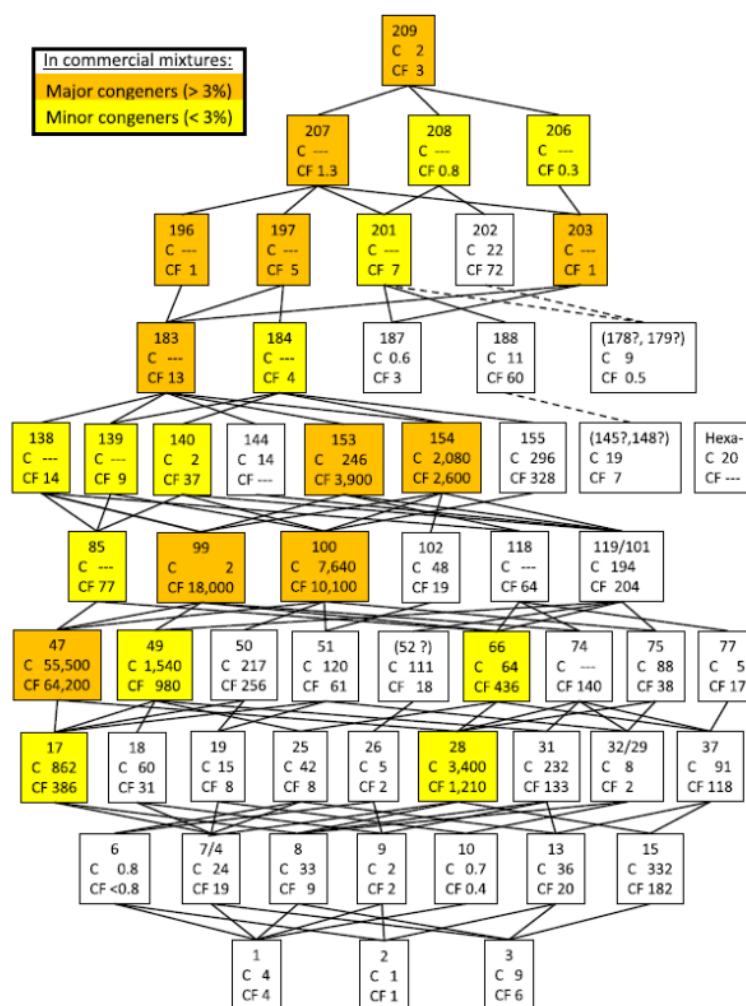 In commercial mixtures:
Major congeners (> 3%)
Minor congeners (< 3%)
209
C 2
CF 3
207
C ---
CF 1.3
208
C ---
CF 0.8
206
C ---
CF 0.3
196
C ---
CF 1
197
C ---
CF 5
201
C ---
CF 7
202
C 22
CF 72
203
C ---
CF 1
183
C ---
CF 13
184
C ---
CF 4
187
C 0.6
CF 3
188
C 11
CF 60
(178?, 179?)
C 9
CF 0.5
138
C ---
CF 14
139
C ---
CF 9
140
C 2
CF 37
144
C 14
CF ---
153
C 246
CF 3,900
154
C 2,080
CF 2,600
155
C 296
CF 328
(145?,148?)
C 19
CF 7
Hexa-
C 20
CF ---
85
C ---
CF 77
99
C 2
CF 18,000
100
C 7,640
CF 10,100
102
C 48
CF 19
118
C ---
CF 64
119/101
C 194
CF 204
47
C 55,500
CF 64,200
49
C 1,540
CF 980
50
C 217
CF 256
51
C 120
CF 61
(52 ?)
C 111
CF 18
66
C 64
CF 436
74
C ---
CF 140
75
C 88
CF 38
77
C 5
CF 17
17
C 862
CF 386
18
C 60
CF 31
19
C 15
CF 8
25
C 42
CF 8
26
C 5
CF 2
28
C 3,400
CF 1,210
31
C 232
CF 133
32/29
C 8
CF 2
37
C 91
CF 118
6
C 0.8
CF <0.8
7/4
C 24
CF 19
8
C 33
CF 9
9
C 2
CF 2
10
C 0.7
CF 0.4
13
C 36
CF 20
15
C 332
CF 182
1
C 4
CF 4
2
C 1
CF 1
3
C 9
CF 6